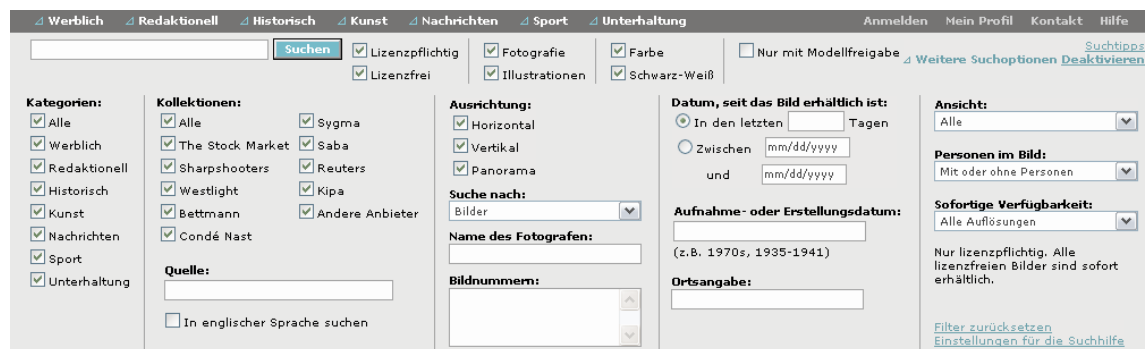 Werblich Redaktionell Historisch Kunst Nachrichten Sport Unterhaltung Anmelden Mein Profil Kontakt Hilfe
Suchen
Lizenzpflichtig
Lizenzfrei
Fotografie
Illustrationen
Farbe
Schwarz-Weiß
Nur mit Modellfreigabe
Suchtipps
Weitere Suchoptionen Deaktivieren
Kategorien:
Alle
Werblich
Redaktionell
Historisch
Kunst
Nachrichten
Sport
Unterhaltung
Kollektionen:
Alle
The Stock Market
Sharpshooters
Westlight
Bettmann
Condé Nast
Sygma
Saba
Reuters
Kipa
Andere Anbieter
Quelle:
In englischer Sprache suchen
Ausrichtung:
Horizontal
Vertikal
Panorama
Suche nach:
Bilder
Name des Fotografen:
Bildnummern:
Datum, seit das Bild erhältlich ist:
In den letzten Tagen
Zwischen mm/dd/yyyy
und mm/dd/yyyy
Aufnahme- oder Erstellungsdatum:
(z.B. 1970s, 1935-1941)
Ortsangabe:
Ansicht:
Alle
Personen im Bild:
Mit oder ohne Personen
Sofortige Verfügbarkeit:
Alle Auflösungen
Nur lizenzpflichtig. Alle
lizenzfreien Bilder sind sofort
erhältlich.
Filter zurücksetzen
Einstellungen für die Suchhilfe